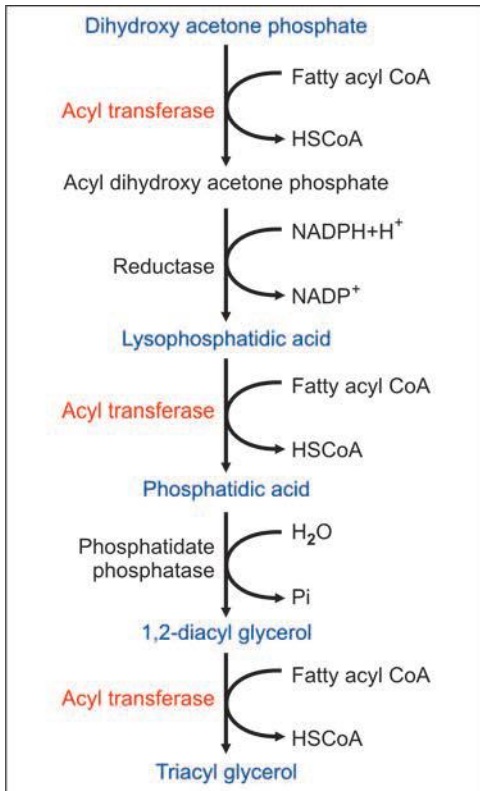 Dihydroxy acetone phosphate
Fatty acyl CoA
Acyl transferase
HSCoA
Acyl dihydroxy acetone phosphate
NADPH+H⁺
Reductase
NADP⁺
Lysophosphatidic acid
Fatty acyl CoA
Acyl transferase
HSCoA
Phosphatidic acid
H₂O
Phosphatidate
phosphatase
Pi
1,2-diacyl glycerol
Fatty acyl CoA
Acyl transferase
HSCoA
Triacyl glycerol